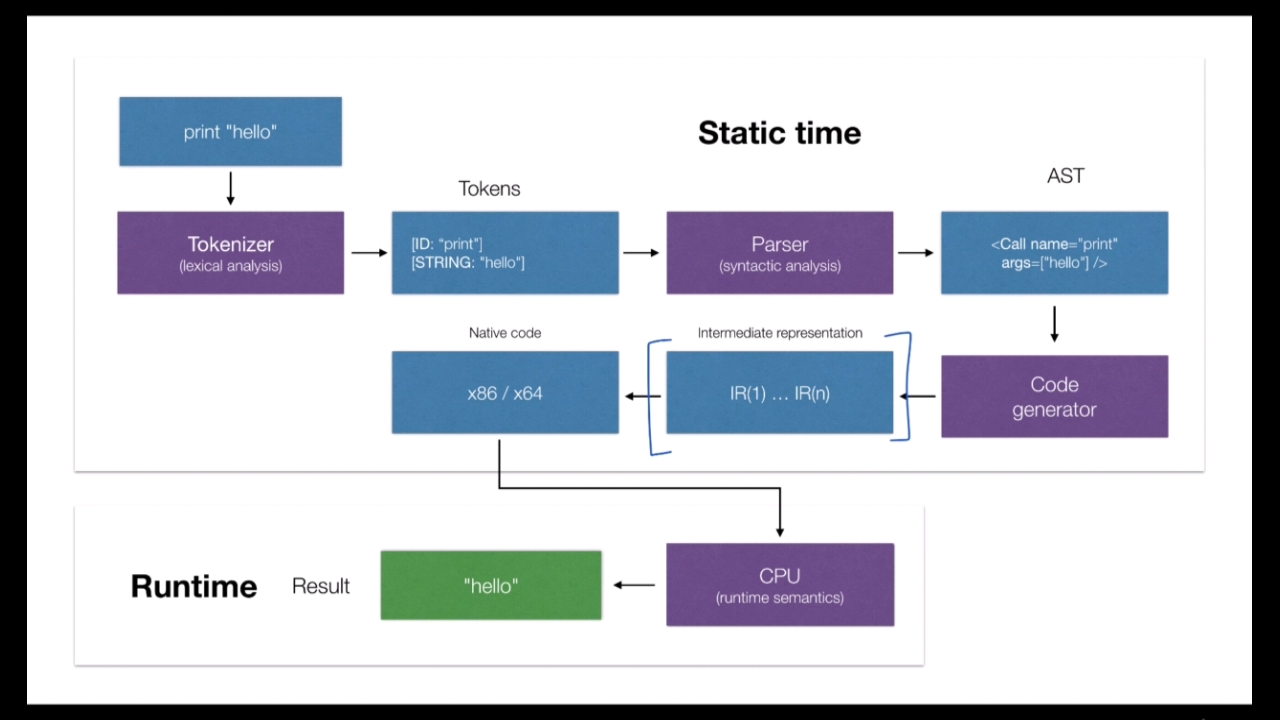 print "hello"
Static time
Tokens
AST
Tokenizer
(lexical analysis)
[ID: "print"]
[STRING: "hello"]
Parser
(syntactic analysis)
<Call name="print"
args=["hello"] />
Native code
Intermediate representation
x86 / x64
IR(1) … IR(n)
Code
generator
Runtime
Result
"hello"
CPU
(runtime semantics)